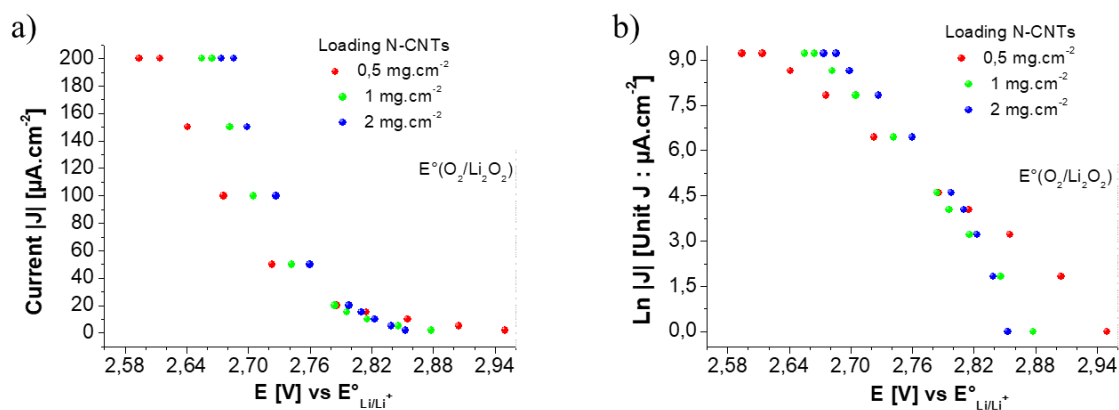 a)
Loading N-CNTs
0,5 mg.cm⁻²
1 mg.cm⁻²
2 mg.cm⁻²
E°(O₂/Li₂O₂)
200
180
160
140
120
100
80
60
40
20
0
Current |J| [µA.cm⁻²]
2,58 2,64 2,70 2,76 2,82 2,88 2,94
E [V] vs E°Li/Li⁺
b)
Loading N-CNTs
0,5 mg.cm⁻²
1 mg.cm⁻²
2 mg.cm⁻²
E°(O₂/Li₂O₂)
9,0
7,5
6,0
4,5
3,0
1,5
0,0
Ln |J| [Unit J : µA.cm⁻²]
2,58 2,64 2,70 2,76 2,82 2,88 2,94
E [V] vs E°Li/Li⁺